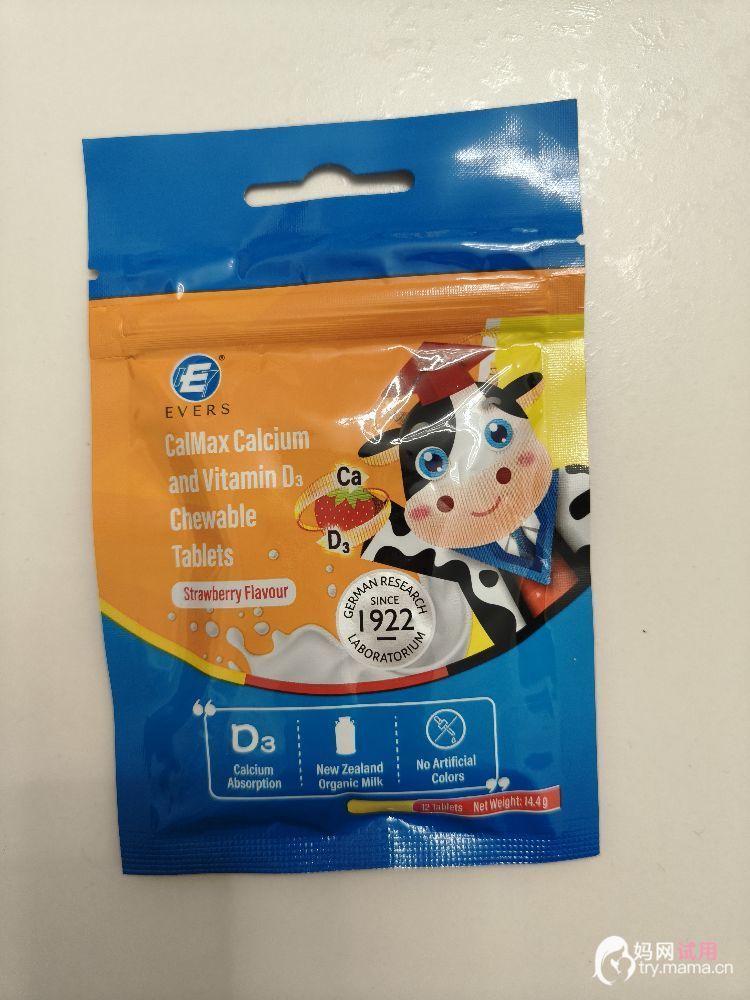 E
®
EVERS
CalMax Calcium
and Vitamin D₃
Chewable
Tablets
Strawberry Flavour
Ca
D₃
GERMAN RESEARCH
SINCE
1922
LABORATORIUM
D3
Calcium
Absorption
New Zealand
Organic Milk
No Artificial
Colors
12 Tablets Net Weight: 14.4 g
妈网试用
try.mama.cn